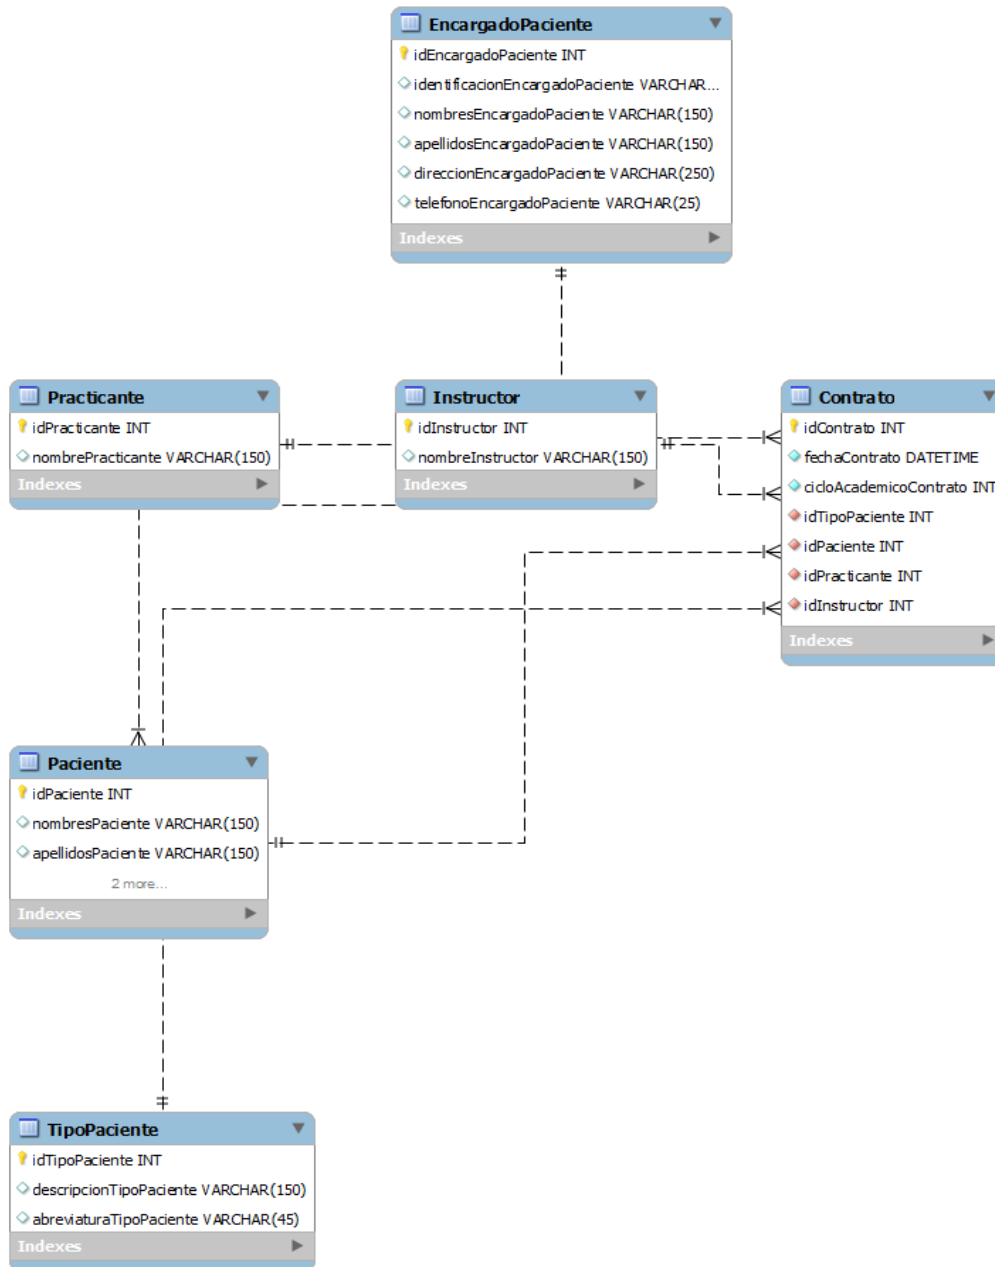 EncargadoPaciente
idEncargadoPaciente INT
identificacionEncargadoPaciente VARCHAR...
nombresEncargadoPaciente VARCHAR(150)
apellidosEncargadoPaciente VARCHAR(150)
direccionEncargadoPaciente VARCHAR(250)
telefonoEncargadoPaciente VARCHAR(25)
Indexes
Practicante
idPracticante INT
nombrePracticante VARCHAR(150)
Indexes
Instructor
idInstructor INT
nombreInstructor VARCHAR(150)
Indexes
Contrato
idContrato INT
fechaContrato DATETIME
cicloAcademicoContrato INT
idTipoPaciente INT
idPaciente INT
idPracticante INT
idInstructor INT
Indexes
Paciente
idPaciente INT
nombresPaciente VARCHAR(150)
apellidosPaciente VARCHAR(150)
2 more...
Indexes
TipoPaciente
idTipoPaciente INT
descripcionTipoPaciente VARCHAR(150)
abreviaturaTipoPaciente VARCHAR(45)
Indexes